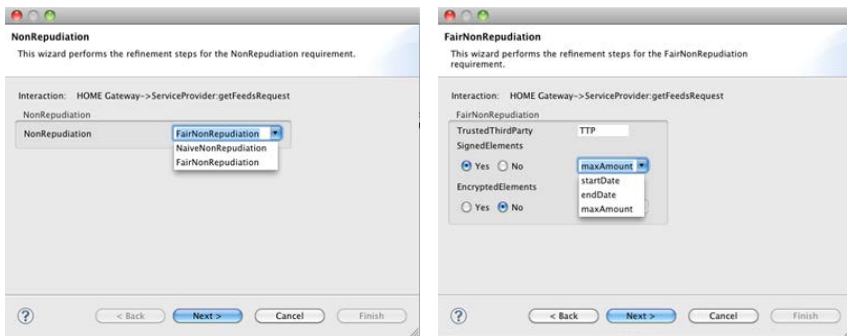 NonRepudiation
This wizard performs the refinement steps for the NonRepudiation requirement.
Interaction: HOME Gateway->ServiceProvider:getFeedsRequest
NonRepudiation
NonRepudiation FairNonRepudiation
NaiveNonRepudiation
FairNonRepudiation
? < Back Next > Cancel Finish
FairNonRepudiation
This wizard performs the refinement steps for the FairNonRepudiation
requirement.
Interaction: HOME Gateway->ServiceProvider:getFeedsRequest
FairNonRepudiation
TrustedThirdParty TTP
SignedElements
Yes No maxAmount
startDate
EncryptedElements
endDate
Yes No maxAmount
? < Back Next > Cancel Finish